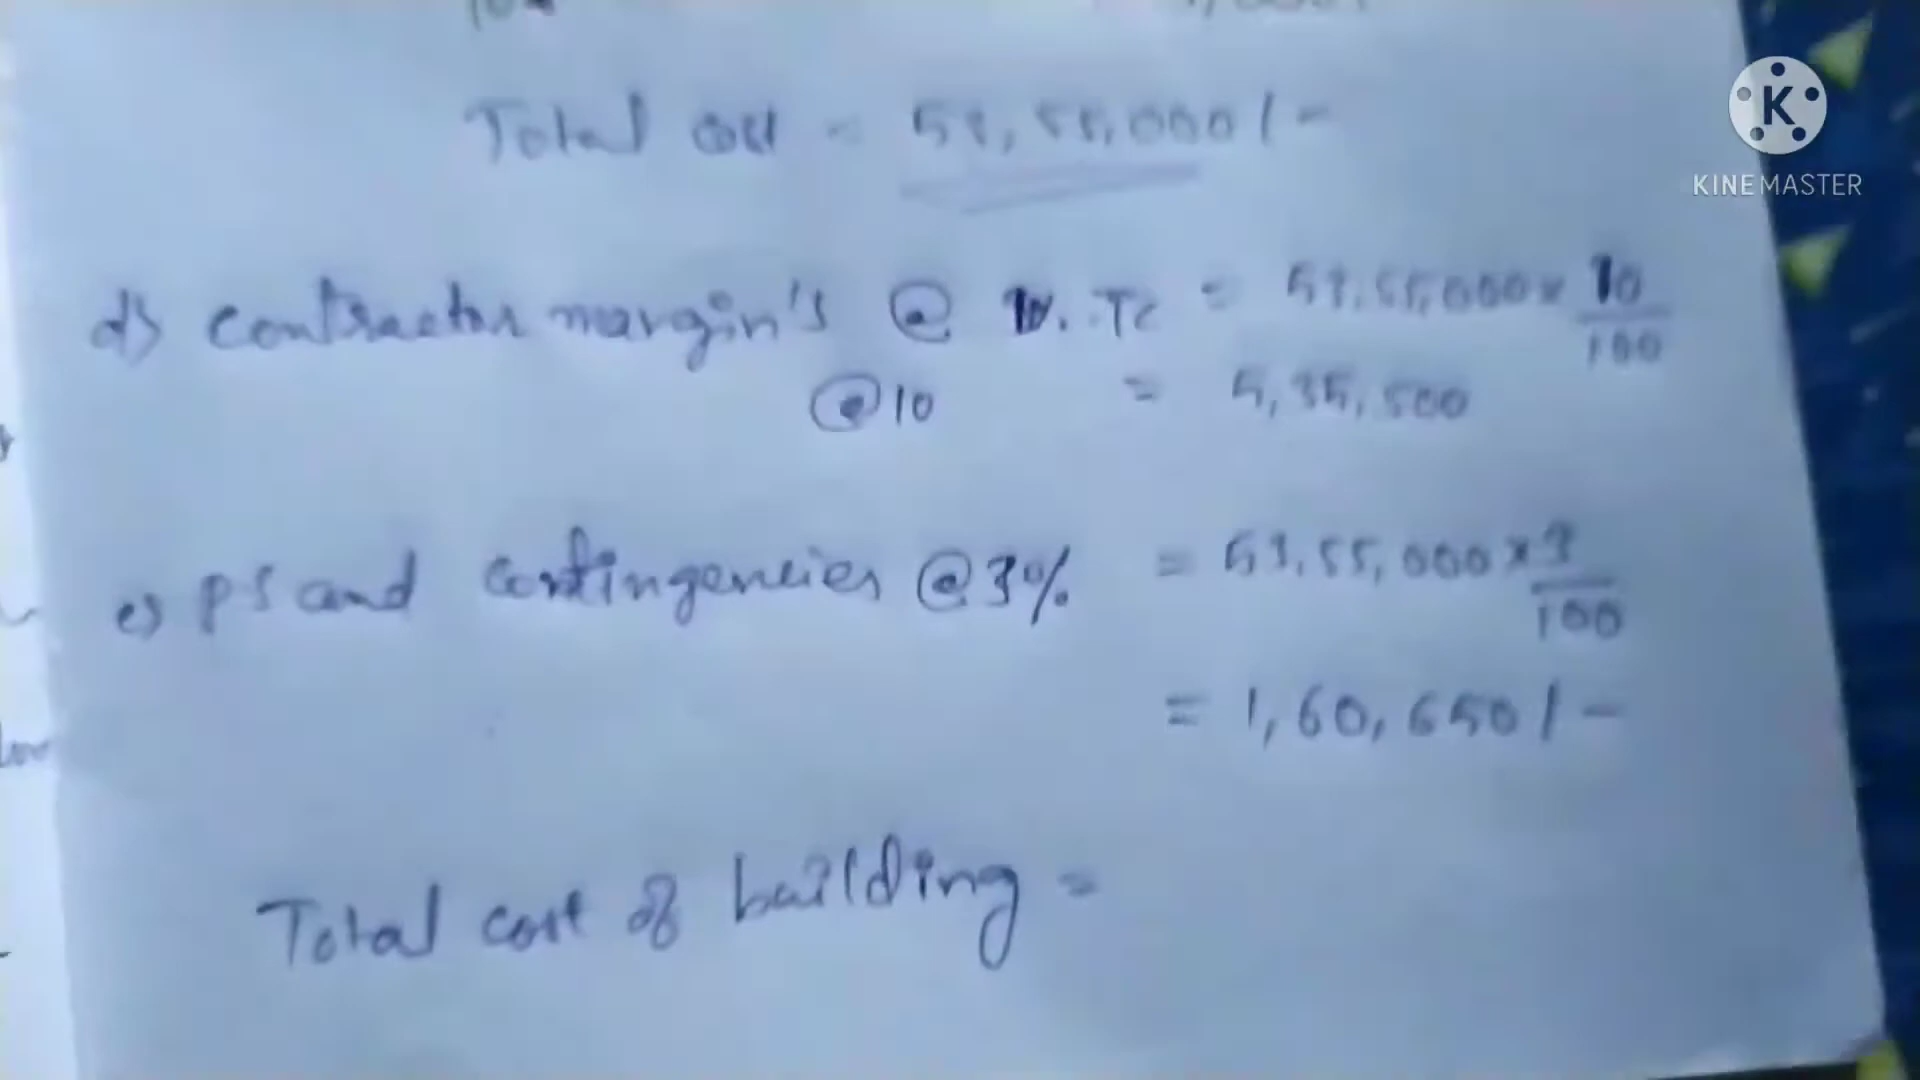 Total cost = 53,55,000/-
d) contractor margin's @ 10. Tc = 53,55,000 x 10
100
@10 = 5,35,500
e) PS and contingencies @3% = 53,55,000 x 3
100
= 1,60,650/-
Total cost of building =
K
KINEMASTER